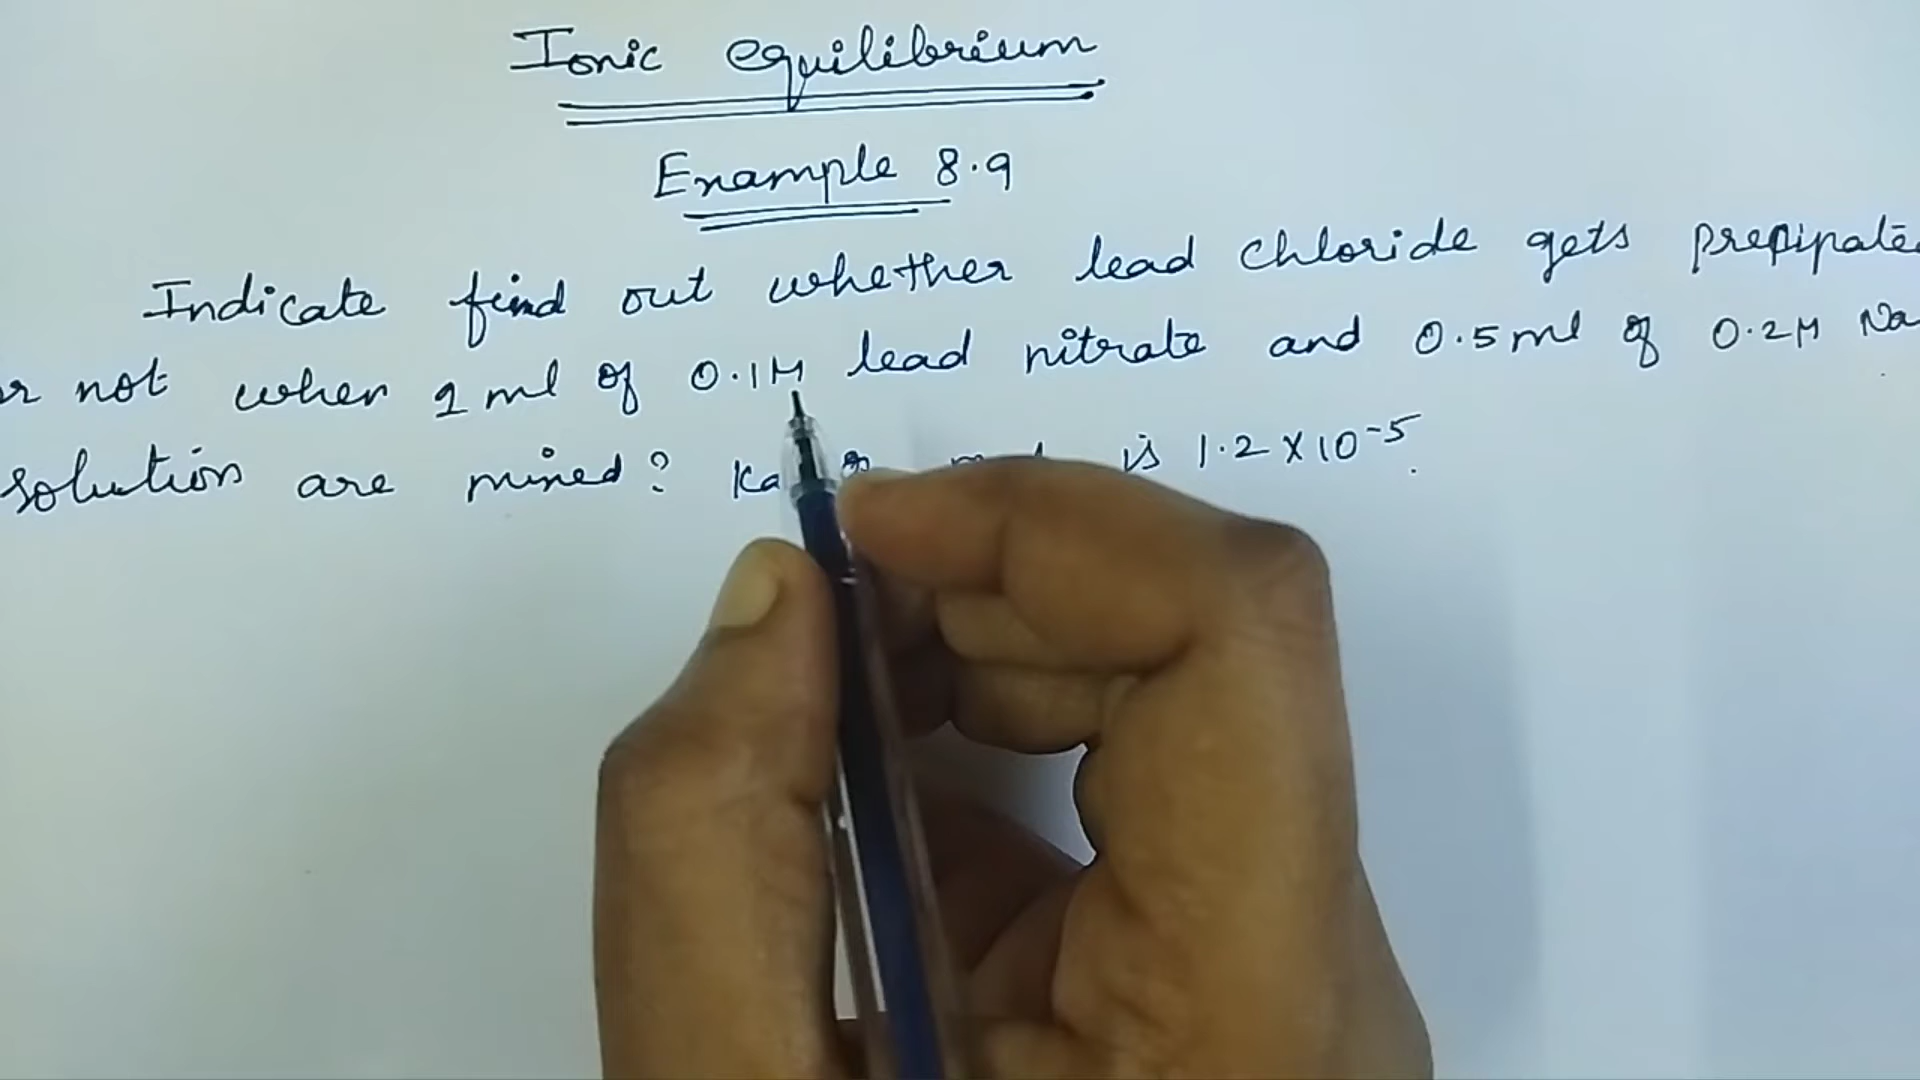 Ionic equilibrium
Example 8.9
Indicate find out whether lead chloride gets prepipate
not when 1 ml of 0.1M lead nitrate and 0.5ml of 0.2M Na
solution are mixed? is 1.2 X 10-5.